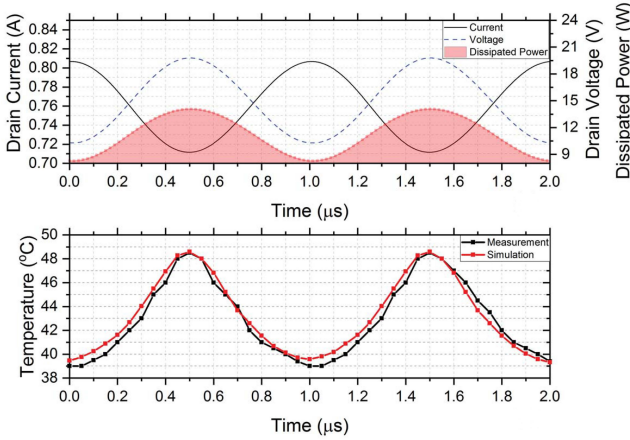 Drain Current (A)
0.84
0.82
0.80
0.78
0.76
0.74
0.72
0.70
Current
Voltage
Dissipated Power
24
21
18
15
12
9
Drain Voltage (V)
Dissipated Power (W)
0.0 0.2 0.4 0.6 0.8 1.0 1.2 1.4 1.6 1.8 2.0
Time (µs)
Temperature (ºC)
50
48
46
44
42
40
38
Measurement
Simulation
0.0 0.2 0.4 0.6 0.8 1.0 1.2 1.4 1.6 1.8 2.0
Time (µs)